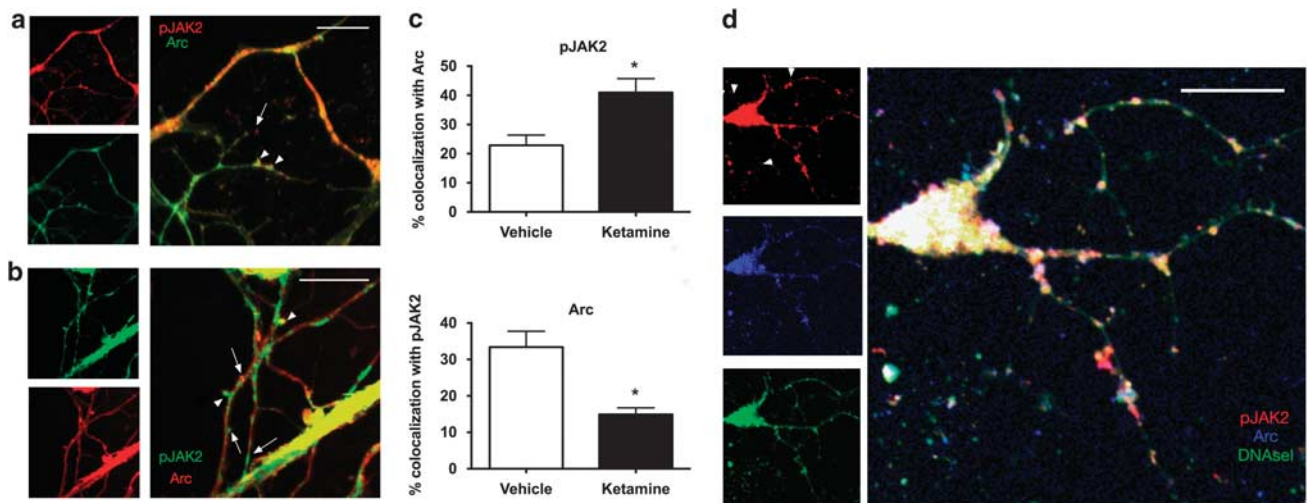 a
pJAK2
Arc
b
pJAK2
Arc
c
pJAK2
% colocalization with Arc
50
40
30
20
10
0
*
Vehicle
Ketamine
Arc
% colocalization with pJAK2
40
30
20
10
0
*
Vehicle
Ketamine
d
pJAK2
Arc
DNAseI